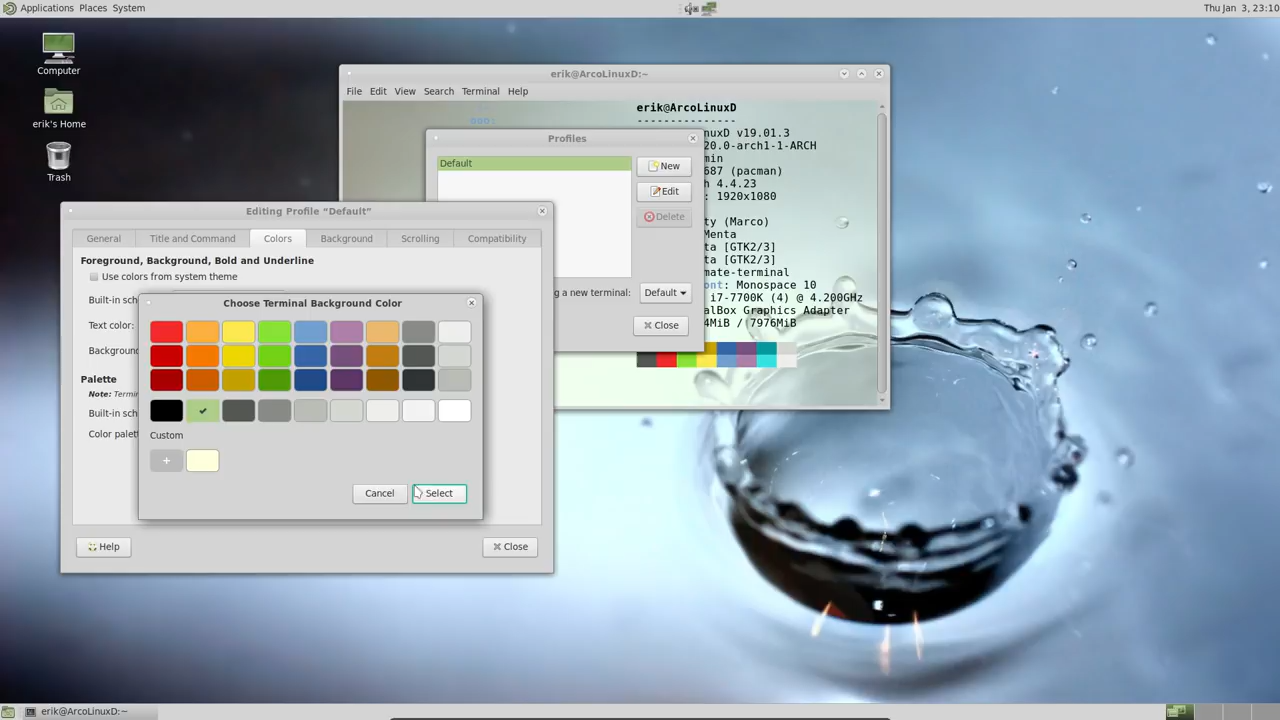 Applications Places System
Thu Jan 3, 23:10
Computer
erik's Home
Trash
erik@ArcoLinuxD:~
File Edit View Search Terminal Help
erik@ArcoLinuxD
---------------
nuxD v19.01.3
20.0-arch1-1-ARCH
min
687 (pacman)
h 4.4.23
: 1920x1080
ty (Marco)
Menta
ta [GTK2/3]
ta [GTK2/3]
mate-terminal
ont: Monospace 10
i7-7700K (4) @ 4.200GHz
alBox Graphics Adapter
4MiB / 7976MiB
Profiles
Default
New
Edit
Delete
g a new terminal: Default
Close
Editing Profile “Default”
General Title and Command Colors Background Scrolling Compatibility
Foreground, Background, Bold and Underline
Use colors from system theme
Built-in sch
Text color:
Background
Palette
Note: Termin
Built-in sch
Color palet
Help
Close
Choose Terminal Background Color
Custom
+
Cancel Select
erik@ArcoLinuxD:~